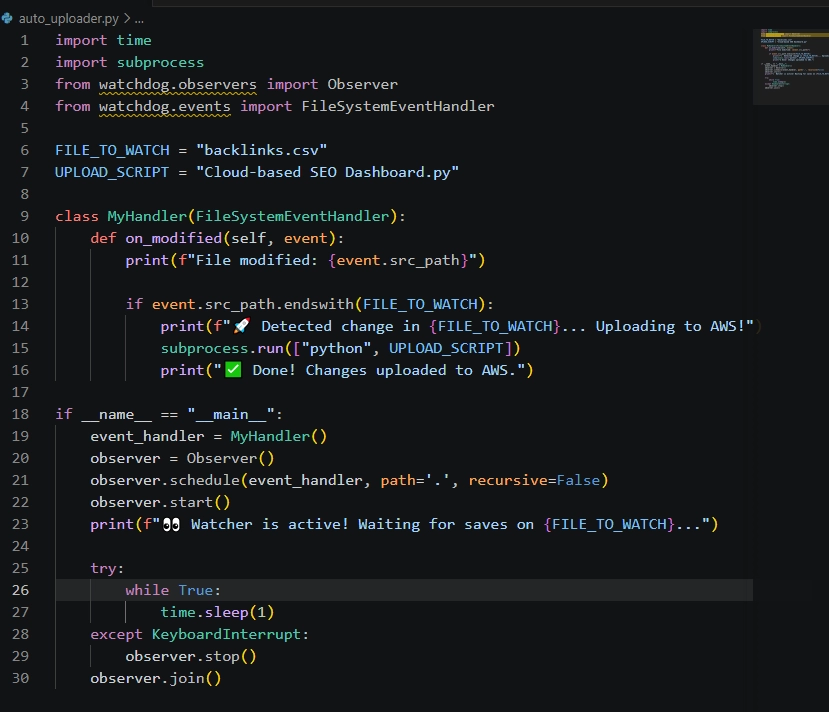 auto_uploader.py > ...
1 import time
2 import subprocess
3 from watchdog.observers import Observer
4 from watchdog.events import FileSystemEventHandler
5
6 FILE_TO_WATCH = "backlinks.csv"
7 UPLOAD_SCRIPT = "Cloud-based SEO Dashboard.py"
8
9 class MyHandler(FileSystemEventHandler):
10     def on_modified(self, event):
11         print(f"File modified: {event.src_path}")
12
13         if event.src_path.endswith(FILE_TO_WATCH):
14             print(f"🚀 Detected change in {FILE_TO_WATCH}... Uploading to AWS!")
15             subprocess.run(["python", UPLOAD_SCRIPT])
16             print("✅ Done! Changes uploaded to AWS.")
17
18 if __name__ == "__main__":
19     event_handler = MyHandler()
20     observer = Observer()
21     observer.schedule(event_handler, path='.', recursive=False)
22     observer.start()
23     print(f"👀 Watcher is active! Waiting for saves on {FILE_TO_WATCH}...")
24
25     try:
26         while True:
27             time.sleep(1)
28     except KeyboardInterrupt:
29         observer.stop()
30     observer.join()